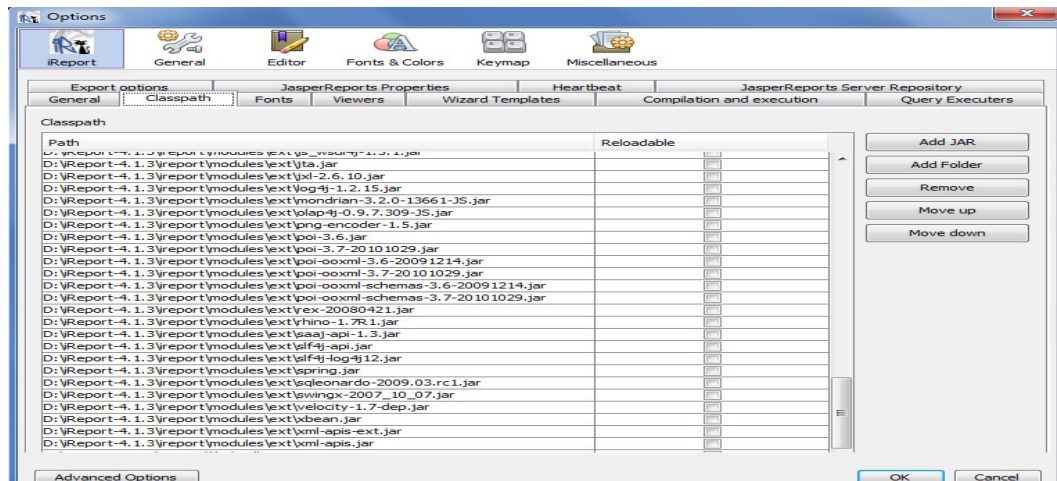 Options
iReport General Editor Fonts & Colors Keymap Miscellaneous
Export options JasperReports Properties Heartbeat JasperReports Server Repository
General Classpath Fonts Viewers Wizard Templates Compilation and execution Query Executers
Classpath
Path Reloadable
D:\iReport-4.1.3\ireport\modules\ext\js_wsdl4j-1.5.1.jar
D:\iReport-4.1.3\ireport\modules\ext\jta.jar
D:\iReport-4.1.3\ireport\modules\ext\jxl-2.6.10.jar
D:\iReport-4.1.3\ireport\modules\ext\log4j-1.2.15.jar
D:\iReport-4.1.3\ireport\modules\ext\mondrian-3.2.0-13661-JS.jar
D:\iReport-4.1.3\ireport\modules\ext\olap4j-0.9.7.309-JS.jar
D:\iReport-4.1.3\ireport\modules\ext\png-encoder-1.5.jar
D:\iReport-4.1.3\ireport\modules\ext\poi-3.6.jar
D:\iReport-4.1.3\ireport\modules\ext\poi-3.7-20101029.jar
D:\iReport-4.1.3\ireport\modules\ext\poi-ooxml-3.6-20091214.jar
D:\iReport-4.1.3\ireport\modules\ext\poi-ooxml-3.7-20101029.jar
D:\iReport-4.1.3\ireport\modules\ext\poi-ooxml-schemas-3.6-20091214.jar
D:\iReport-4.1.3\ireport\modules\ext\poi-ooxml-schemas-3.7-20101029.jar
D:\iReport-4.1.3\ireport\modules\ext\rex-20080421.jar
D:\iReport-4.1.3\ireport\modules\ext\rhino-1.7R1.jar
D:\iReport-4.1.3\ireport\modules\ext\saaj-api-1.3.jar
D:\iReport-4.1.3\ireport\modules\ext\slf4j-api.jar
D:\iReport-4.1.3\ireport\modules\ext\slf4j-log4j12.jar
D:\iReport-4.1.3\ireport\modules\ext\spring.jar
D:\iReport-4.1.3\ireport\modules\ext\sqleonardo-2009.03.rc1.jar
D:\iReport-4.1.3\ireport\modules\ext\swingx-2007_10_07.jar
D:\iReport-4.1.3\ireport\modules\ext\velocity-1.7-dep.jar
D:\iReport-4.1.3\ireport\modules\ext\xbean.jar
D:\iReport-4.1.3\ireport\modules\ext\xml-apis-ext.jar
D:\iReport-4.1.3\ireport\modules\ext\xml-apis.jar
Add JAR
Add Folder
Remove
Move up
Move down
Advanced Options OK Cancel